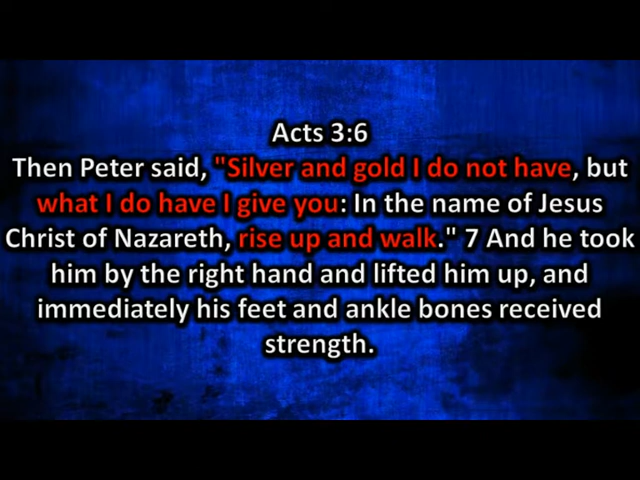 Acts 3:6
Then Peter said, "Silver and gold I do not have, but
what I do have I give you: In the name of Jesus
Christ of Nazareth, rise up and walk." 7 And he took
him by the right hand and lifted him up, and
immediately his feet and ankle bones received
strength.